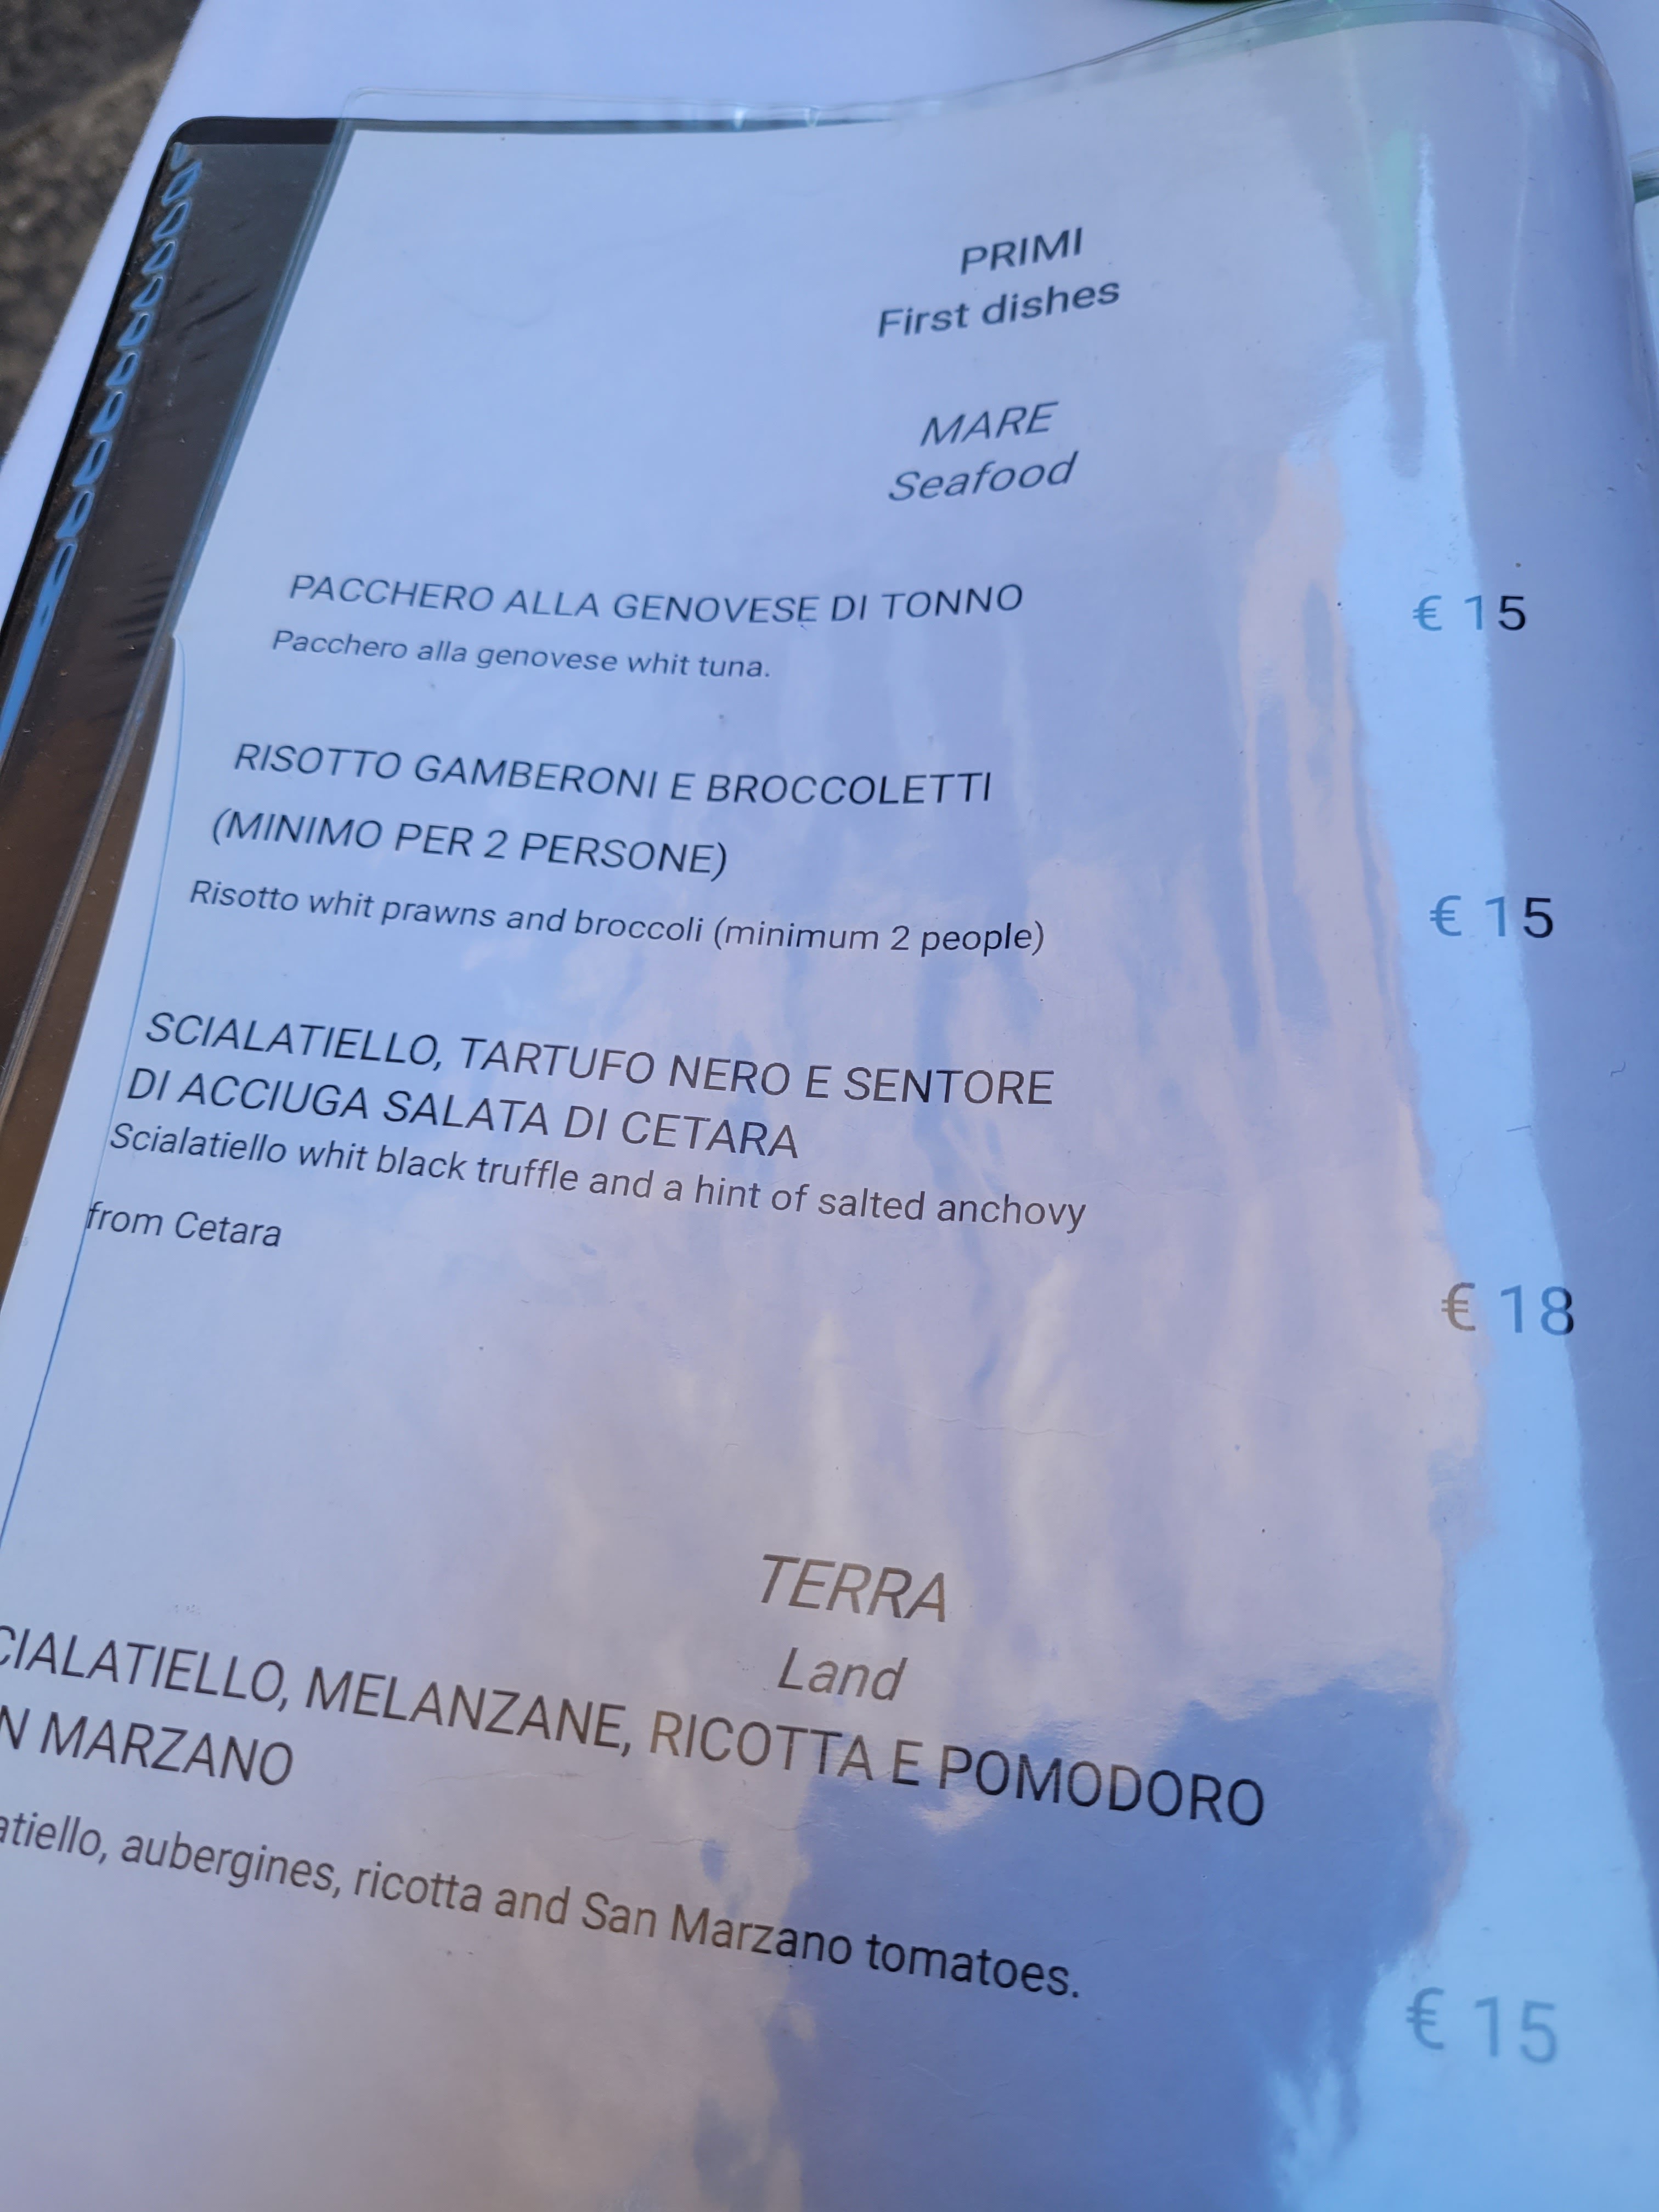 PRIMI
First dishes
MARE
Seafood
PACCHERO ALLA GENOVESE DI TONNO
€ 15
Pacchero alla genovese whit tuna.
RISOTTO GAMBERONI E BROCCOLETTI
(MINIMO PER 2 PERSONE)
Risotto whit prawns and broccoli (minimum 2 people)
€ 15
SCIALATIELLO, TARTUFO NERO E SENTORE
DI ACCIUGA SALATA DI CETARA
Scialatiello whit black truffle and a hint of salted anchovy
from Cetara
€ 18
TERRA
Land
CIALATIELLO, MELANZANE, RICOTTA E POMODORO
N MARZANO
atiello, aubergines, ricotta and San Marzano tomatoes.
€ 15